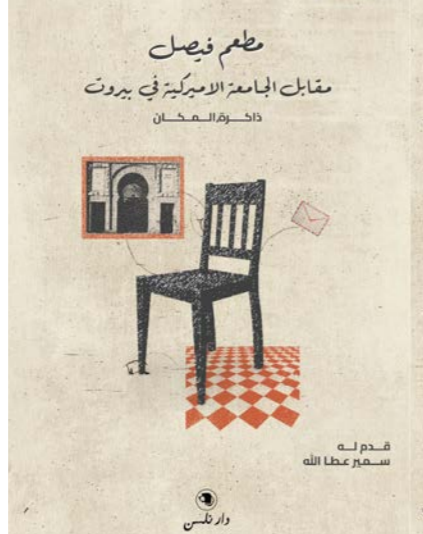 مطعم فيصل
مقابل الجامعة الاميركية في بيروت
ذاكرة المكان
قدم له
سمير عطا الله
دار نلسن